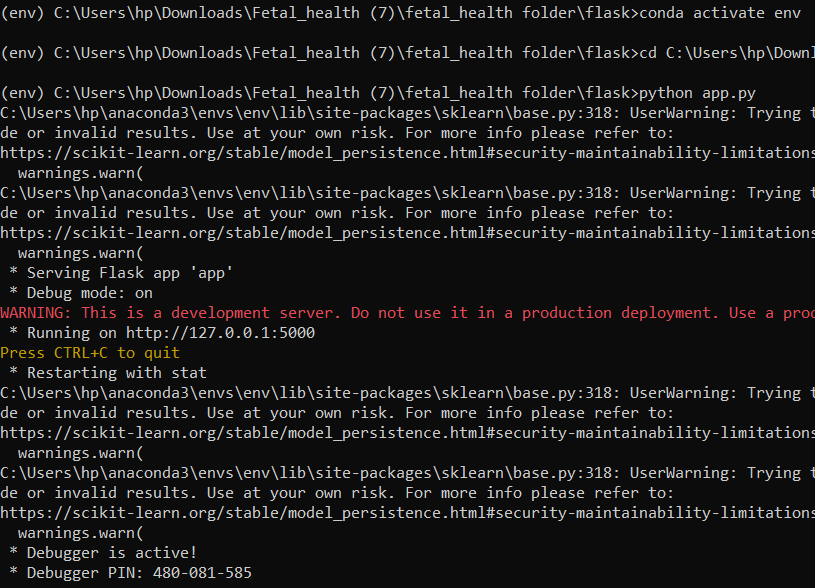 (env) C:\Users\hp\Downloads\Fetal_health (7)\fetal_health folder\flask>conda activate env
(env) C:\Users\hp\Downloads\Fetal_health (7)\fetal_health folder\flask>cd C:\Users\hp\Downl
(env) C:\Users\hp\Downloads\Fetal_health (7)\fetal_health folder\flask>python app.py
C:\Users\hp\anaconda3\envs\env\lib\site-packages\sklearn\base.py:318: UserWarning: Trying t
de or invalid results. Use at your own risk. For more info please refer to:
https://scikit-learn.org/stable/model_persistence.html#security-maintainability-limitations
warnings.warn(
C:\Users\hp\anaconda3\envs\env\lib\site-packages\sklearn\base.py:318: UserWarning: Trying t
de or invalid results. Use at your own risk. For more info please refer to:
https://scikit-learn.org/stable/model_persistence.html#security-maintainability-limitations
warnings.warn(
* Serving Flask app 'app'
* Debug mode: on
WARNING: This is a development server. Do not use it in a production deployment. Use a proc
* Running on http://127.0.0.1:5000
Press CTRL+C to quit
* Restarting with stat
C:\Users\hp\anaconda3\envs\env\lib\site-packages\sklearn\base.py:318: UserWarning: Trying t
de or invalid results. Use at your own risk. For more info please refer to:
https://scikit-learn.org/stable/model_persistence.html#security-maintainability-limitations
warnings.warn(
C:\Users\hp\anaconda3\envs\env\lib\site-packages\sklearn\base.py:318: UserWarning: Trying t
de or invalid results. Use at your own risk. For more info please refer to:
https://scikit-learn.org/stable/model_persistence.html#security-maintainability-limitations
warnings.warn(
* Debugger is active!
* Debugger PIN: 480-081-585